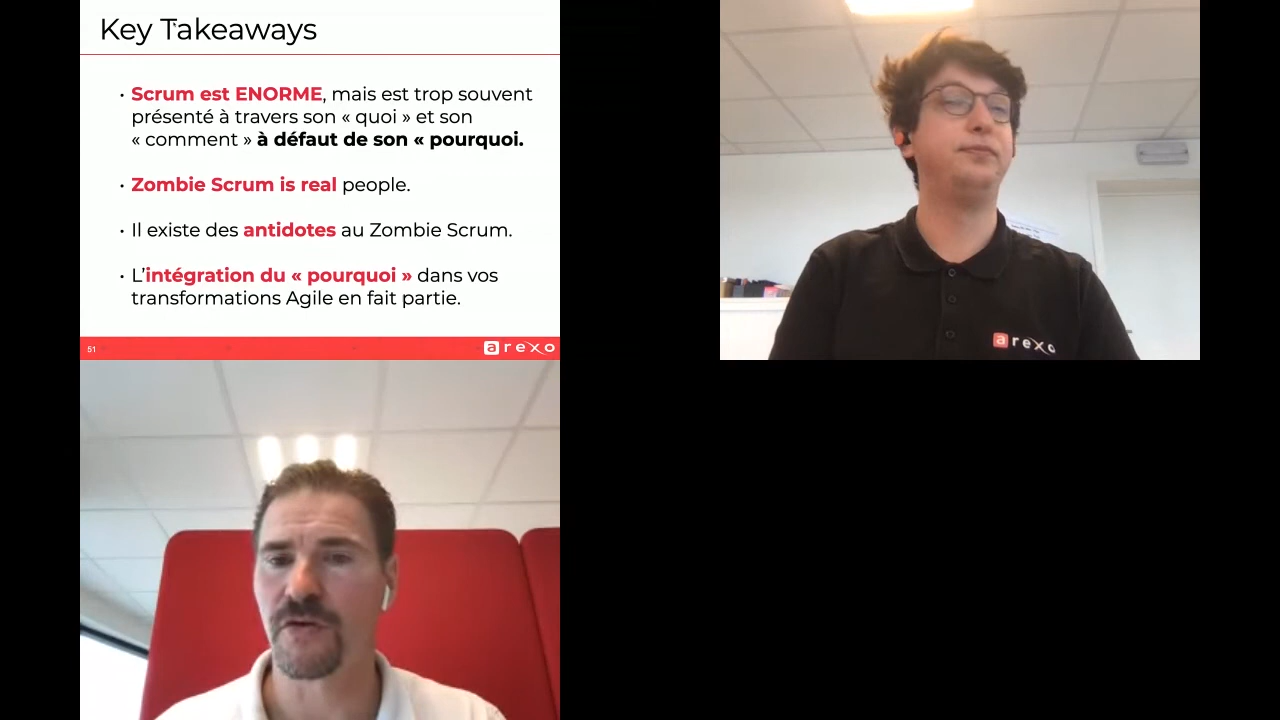 Key Takeaways
• Scrum est ENORME, mais est trop souvent
présenté à travers son « quoi » et son
« comment » à défaut de son « pourquoi.
• Zombie Scrum is real people.
• Il existe des antidotes au Zombie Scrum.
• L'intégration du « pourquoi » dans vos
transformations Agile en fait partie.
51
arexo
arexo